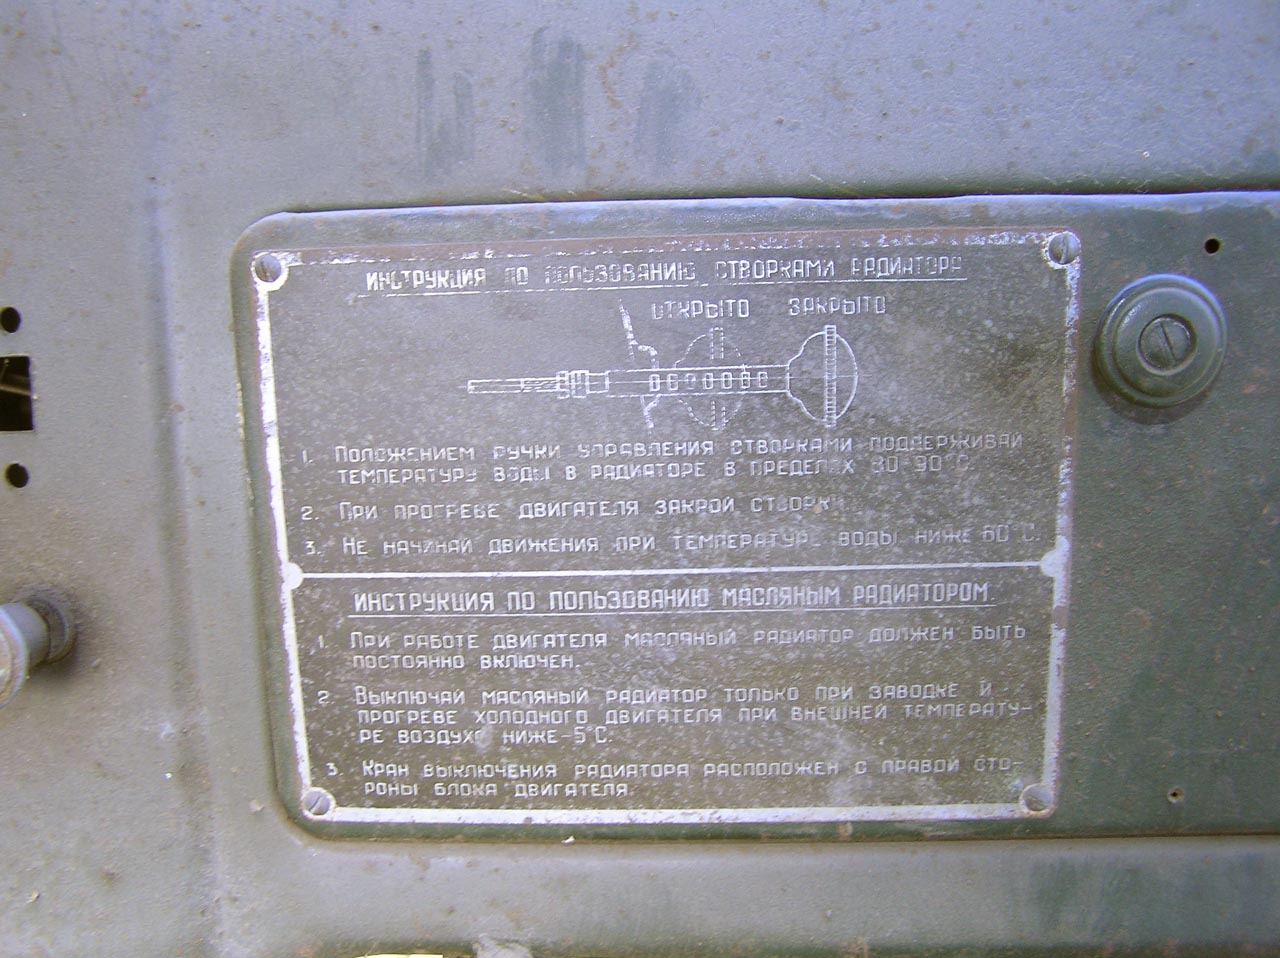 ИНСТРУКЦИЯ ПО ПОЛЬЗОВАНИЮ СТВОРКАМИ РАДИАТОРА
ОТКРЫТО ЗАКРЫТО
1. ПОЛОЖЕНИЕМ РУЧКИ УПРАВЛЕНИЯ СТВОРКАМИ ПОДДЕРЖИВАЙ
ТЕМПЕРАТУРУ ВОДЫ В РАДИАТОРЕ В ПРЕДЕЛАХ 80-90°С
2. ПРИ ПРОГРЕВЕ ДВИГАТЕЛЯ ЗАКРОЙ СТВОРКИ
3. НЕ НАЧИНАЙ ДВИЖЕНИЯ ПРИ ТЕМПЕРАТУРЕ ВОДЫ НИЖЕ 60°С.
ИНСТРУКЦИЯ ПО ПОЛЬЗОВАНИЮ МАСЛЯНЫМ РАДИАТОРОМ
1. ПРИ РАБОТЕ ДВИГАТЕЛЯ МАСЛЯНЫЙ РАДИАТОР ДОЛЖЕН БЫТЬ
ПОСТОЯННО ВКЛЮЧЕН.
2 ВЫКЛЮЧАЙ МАСЛЯНЫЙ РАДИАТОР ТОЛЬКО ПРИ ЗАВОДКЕ И
ПРОГРЕВЕ ХОЛОДНОГО ДВИГАТЕЛЯ ПРИ ВНЕШНЕЙ ТЕМПЕРАТУ-
РЕ ВОЗДУХА НИЖЕ -5°С.
3. КРАН ВЫКЛЮЧЕНИЯ РАДИАТОРА РАСПОЛОЖЕН С ПРАВОЙ СТО-
РОНЫ БЛОКА ДВИГАТЕЛЯ.